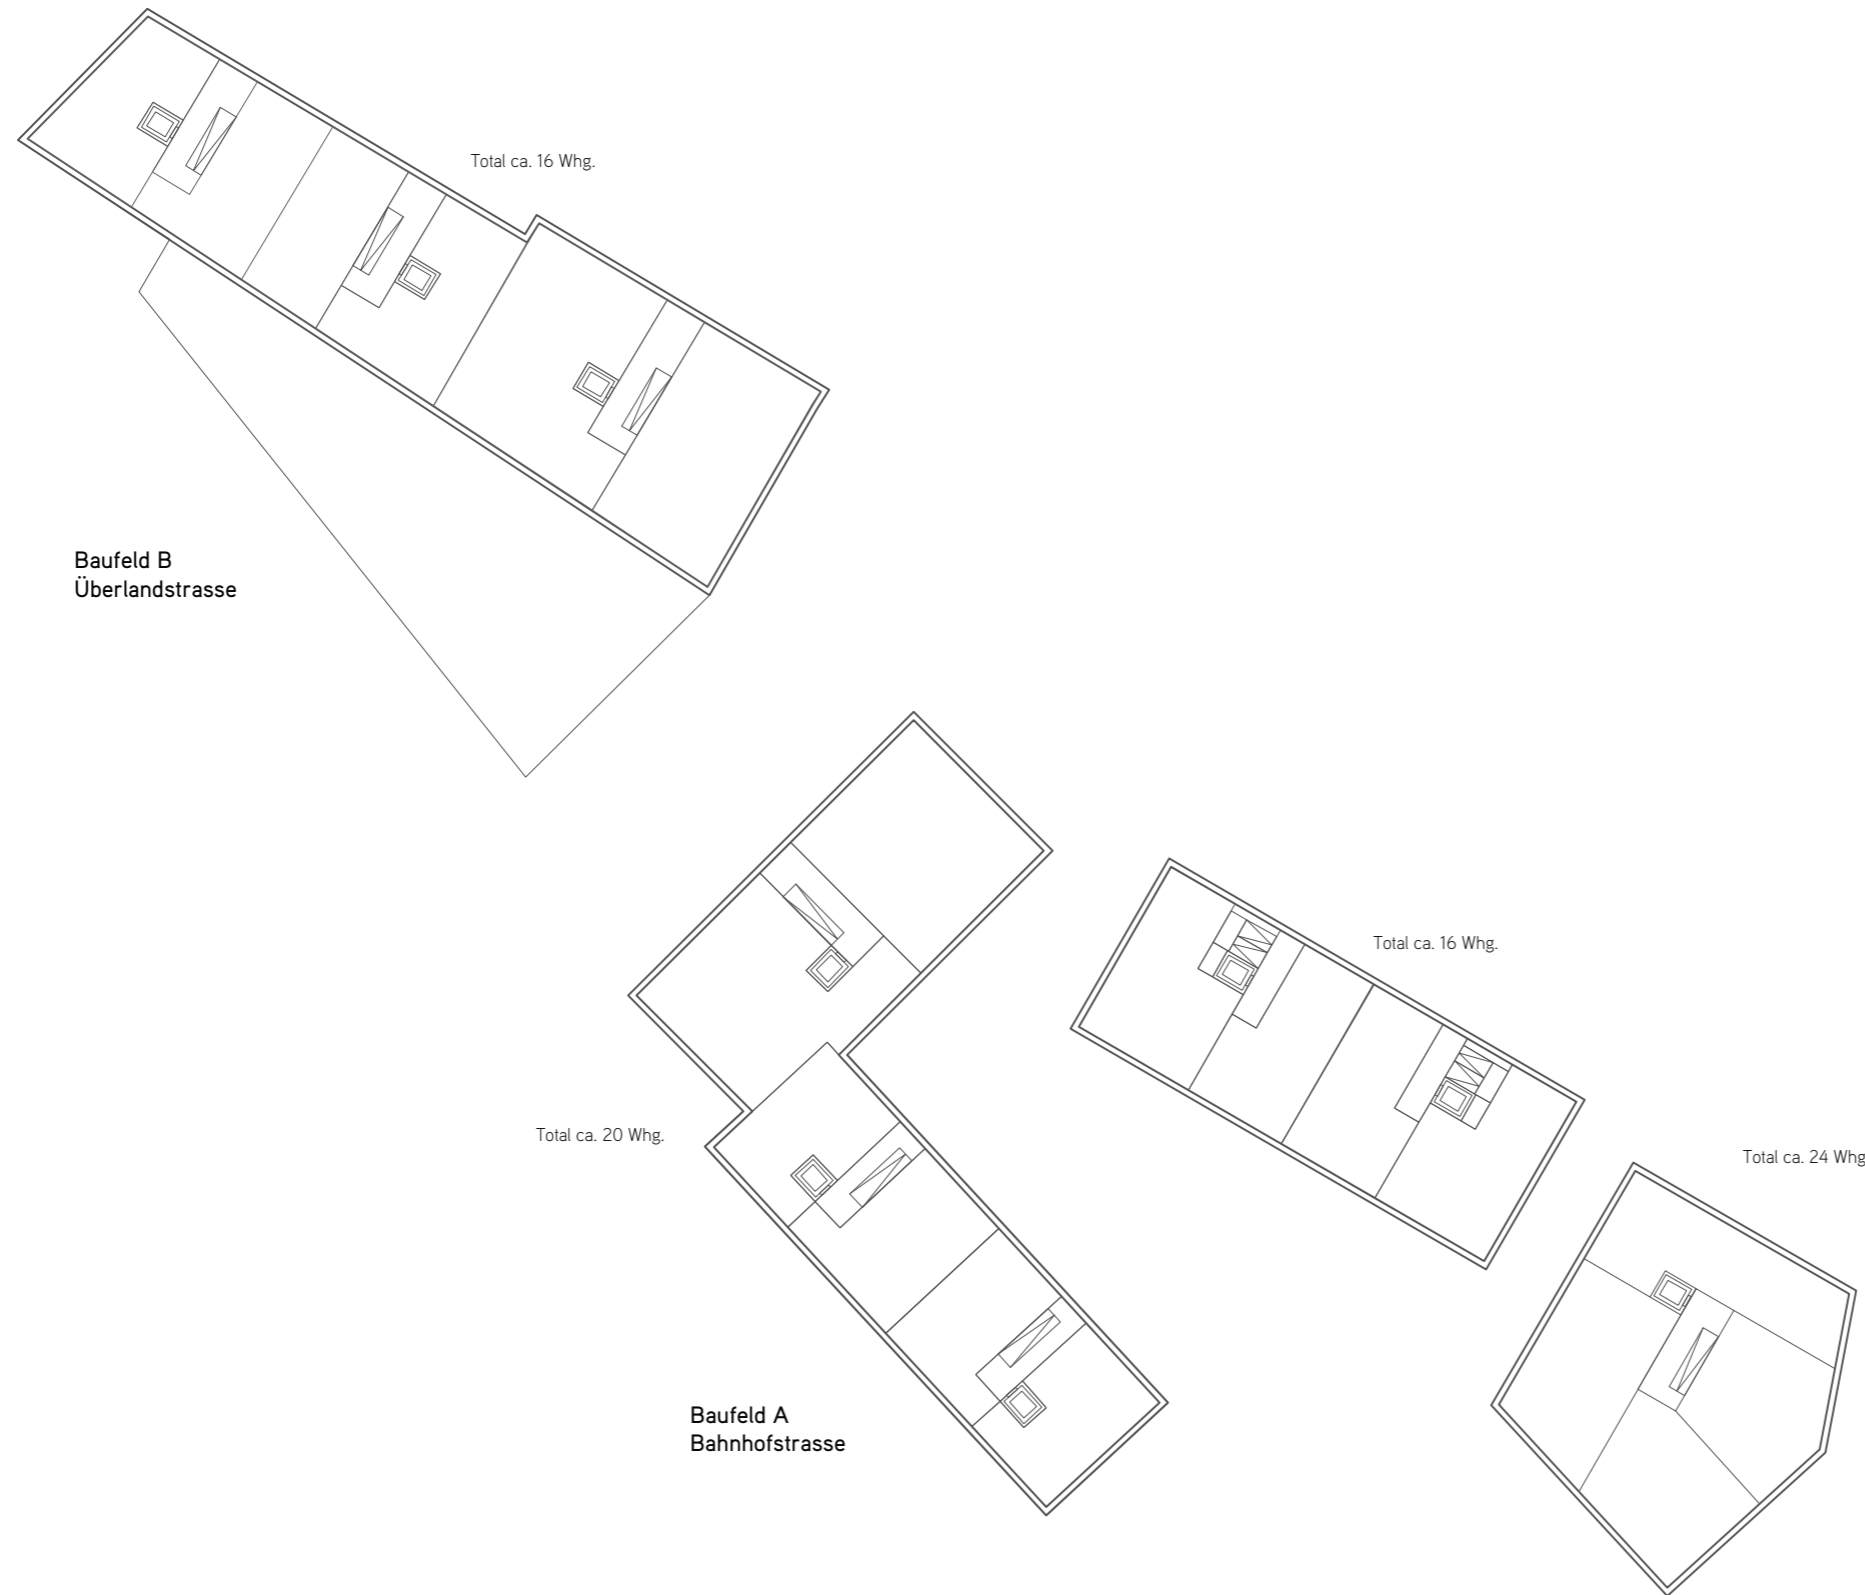 Total ca. 16 Whg.
Baufeld B
Überlandstrasse
Total ca. 16 Whg.
Total ca. 20 Whg.
Total ca. 24 Whg
Baufeld A
Bahnhofstrasse